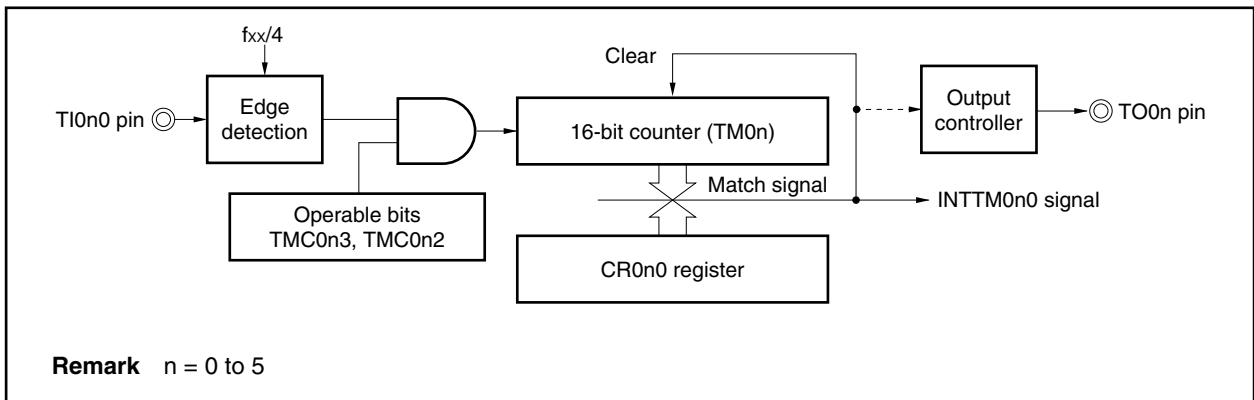 fxx/4
Clear
TI0n0 pin
Edge
detection
16-bit counter (TM0n)
Output
controller
TO0n pin
Match signal
INTTM0n0 signal
Operable bits
TMC0n3, TMC0n2
CR0n0 register
Remark n = 0 to 5